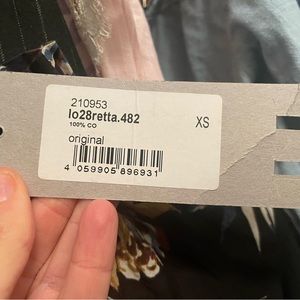 210953
lo28retta.482
100% CO
XS
original
4 059905 896931